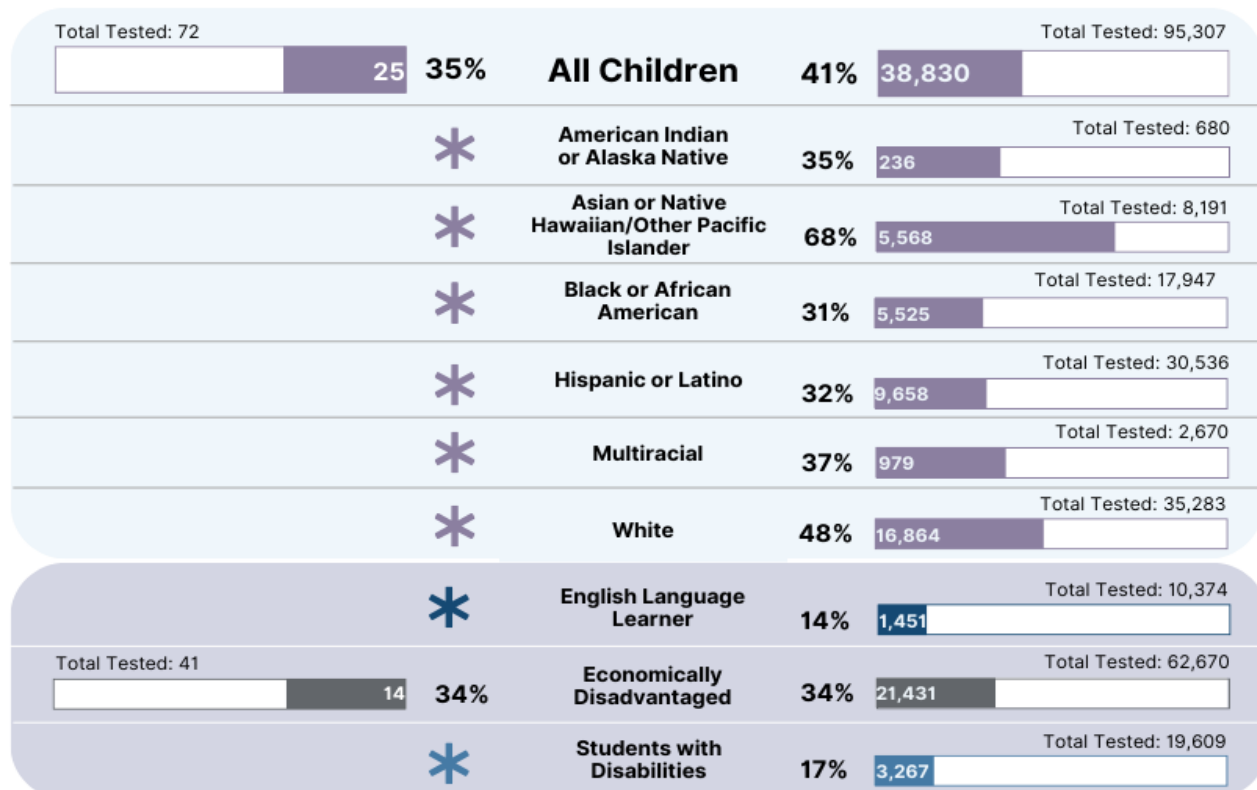 Total Tested: 72
Total Tested: 95,307
25 35% All Children 41% 38,830
Total Tested: 680
* American Indian
or Alaska Native 35% 236
Asian or Native
Total Tested: 8,191
* Hawaiian/Other Pacific
Islander 68% 5,568
Total Tested: 17,947
* Black or African
American 31% 5,525
Total Tested: 30,536
* Hispanic or Latino 32% 9,658
Total Tested: 2,670
* Multiracial 37% 979
Total Tested: 35,283
* White 48% 16,864
Total Tested: 10,374
* English Language
Learner 14% 1,451
Total Tested: 41
Total Tested: 62,670
14 34% Economically
Disadvantaged 34% 21,431
Total Tested: 19,609
* Students with
Disabilities 17% 3,267